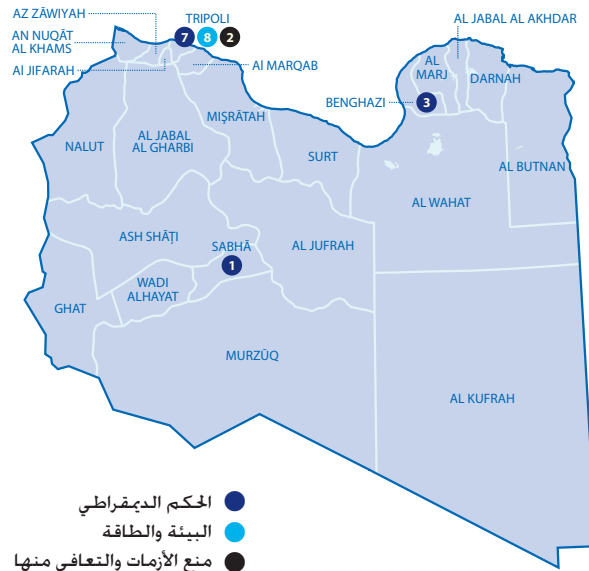 AZ ZĀWIYAH
TRIPOLI
7 8 2
AN NUQĀT
AL KHAMS
Al JIFARAH
Al MARQAB
AL JABAL AL AKHDAR
AL
MARJ
DARNAH
BENGHAZI
3
MIŞRĀTAH
NALUT
AL JABAL
AL GHARBI
SURT
AL BUTNAN
AL WAHAT
ASH SHĀŢI
SABHĀ
1
AL JUFRAH
WADI
ALHAYAT
GHAT
MURZŪQ
AL KUFRAH
الحكم الديمقراطي
البيئة والطاقة
منع الأزمات والتعافي منها